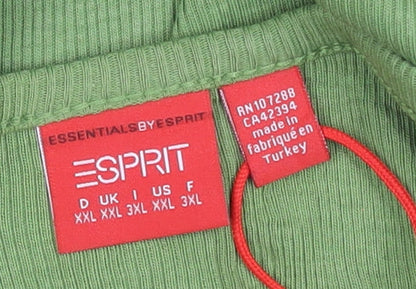 ESSENTIALSBYESPRIT
ESPRIT
D UK I US F
XXL XXL 3XL XXL 3XL
RN107288
CA42394
made in
fabriqué en
Turkey